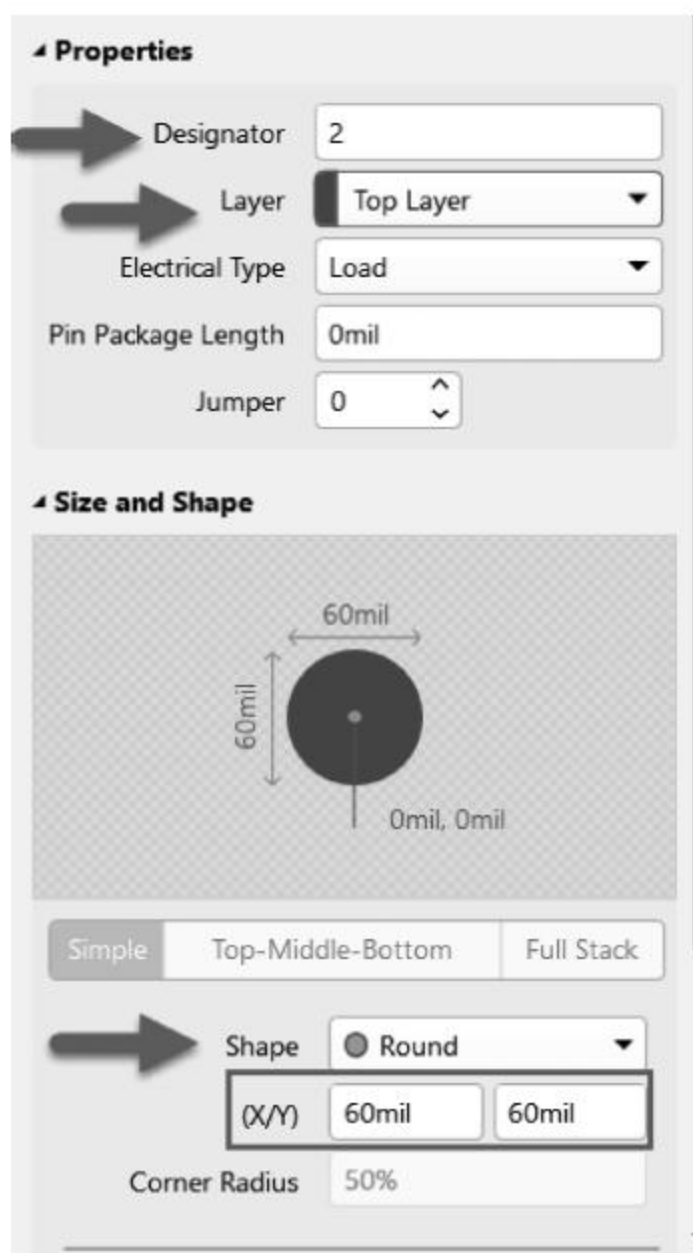 Properties
Designator 2
Layer Top Layer
Electrical Type Load
Pin Package Length 0mil
Jumper 0
Size and Shape
60mil
60mil
0mil, 0mil
Simple Top-Middle-Bottom Full Stack
Shape Round
(X/Y) 60mil 60mil
Corner Radius 50%